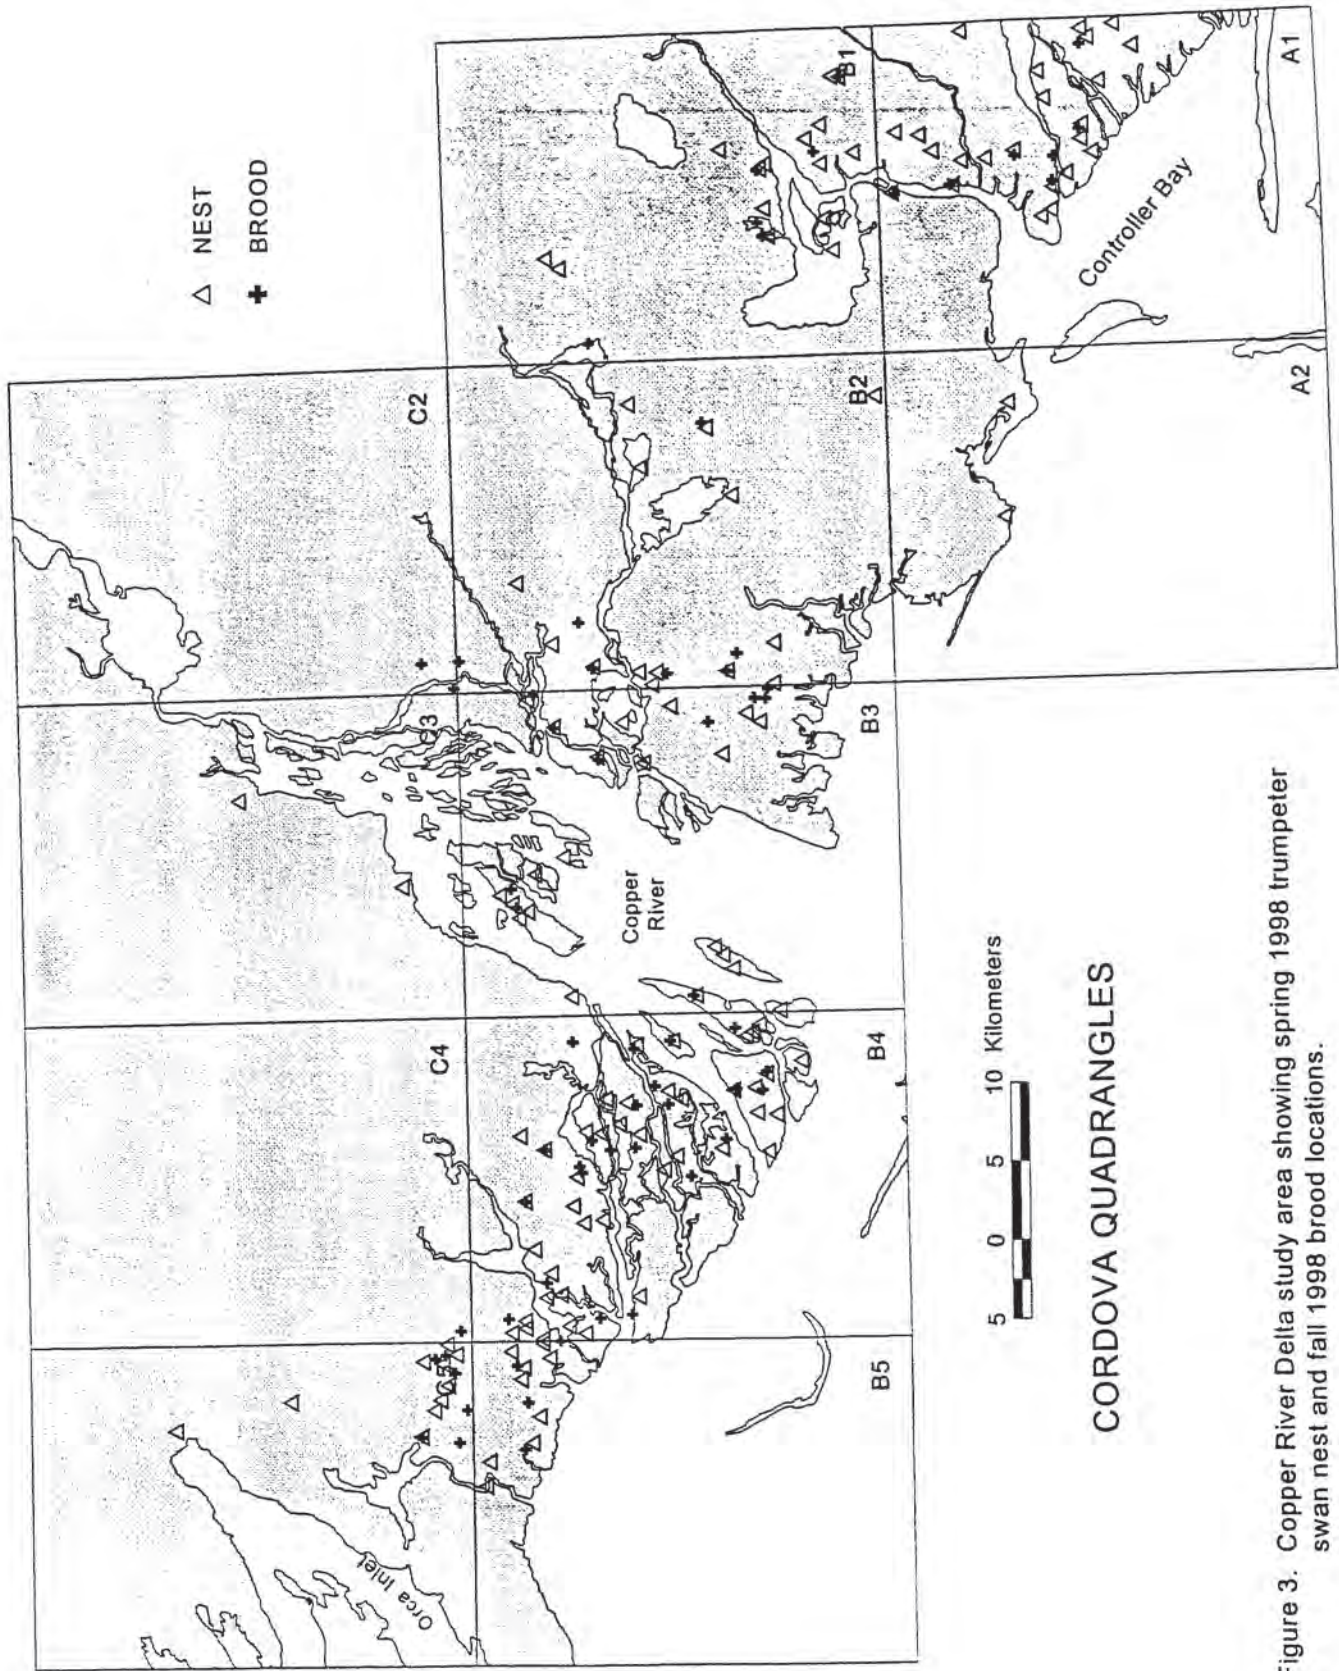 NEST
BROOD
C2
C3
C4
C5
B1
B2
B3
B4
B5
A1
A2
Orca Inlet
Copper
River
Controller Bay
5 0 5 10 Kilometers
CORDOVA QUADRANGLES
Figure 3. Copper River Delta study area showing spring 1998 trumpeter
swan nest and fall 1998 brood locations.